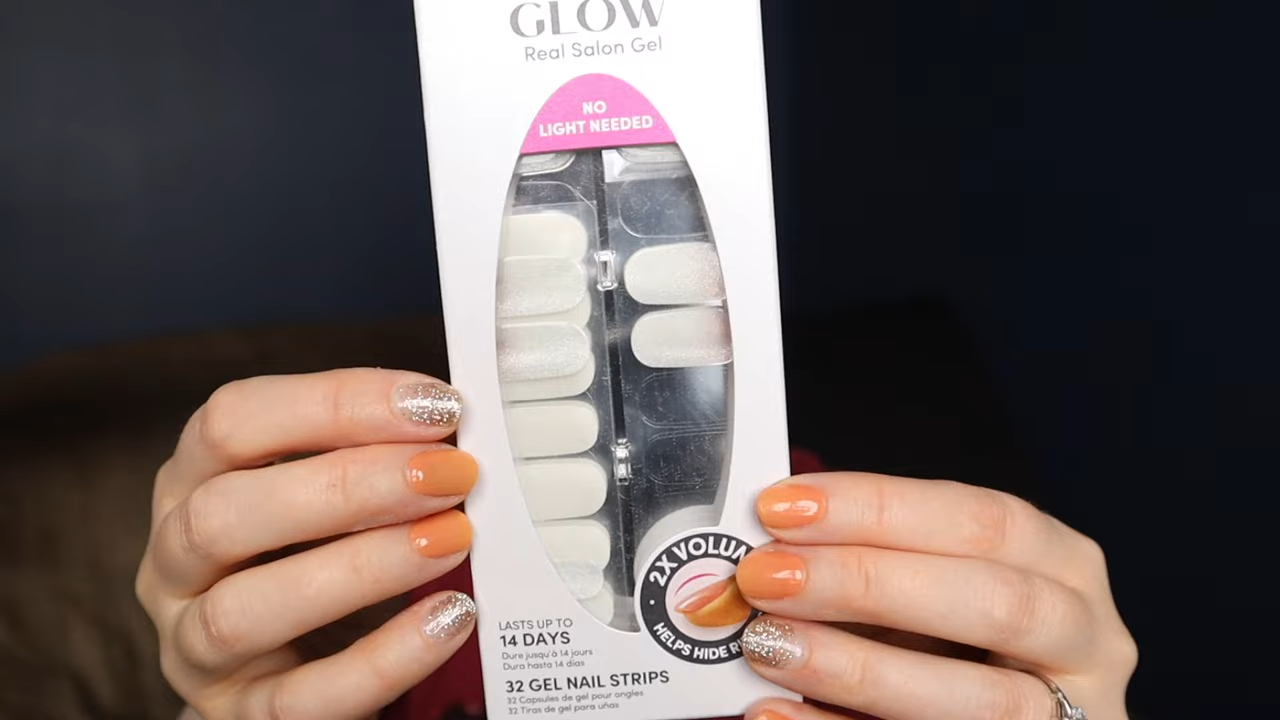 GLOW
Real Salon Gel
NO
LIGHT NEEDED
2X
HELPS HIDE
LASTS UP TO
14 DAYS
Dure jusqu'à 14 jours
Dura hasta 14 días
32 GEL NAIL STRIPS
32 Capsules de gel pour ongles
32 Tiras de gel para uñas